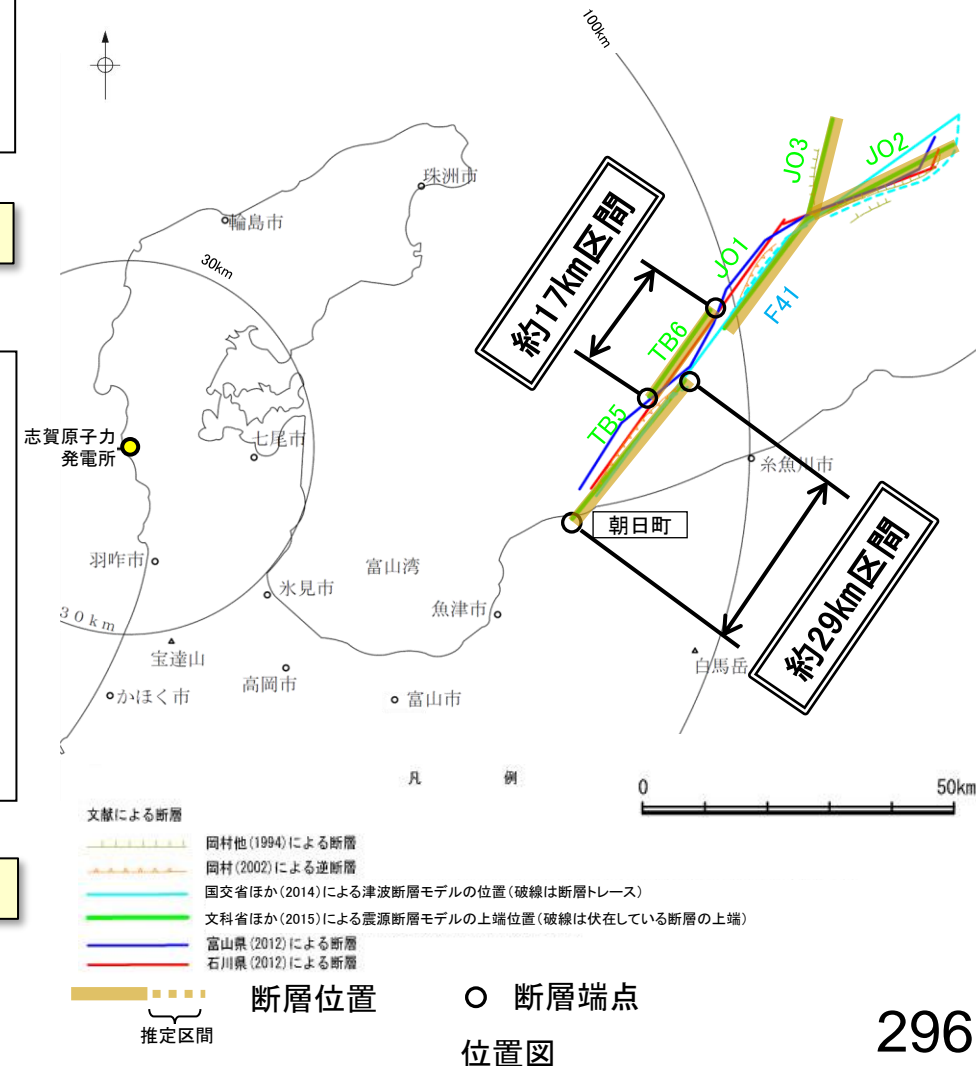 100km
珠洲市
輪島市
30km
JO3
JO2
約17km区間
JO1
F41
TB6
TB5
志賀原子力
発電所
七尾市
糸魚川市
朝日町
羽咋市
富山湾
氷見市
魚津市
約29km区間
30km
宝達山
白馬岳
かほく市
高岡市
富山市
凡 例
0 50km
文献による断層
岡村他(1994)による断層
岡村(2002)による逆断層
国交省ほか(2014)による津波断層モデルの位置(破線は断層トレース)
文科省ほか(2015)による震源断層モデルの上端位置(破線は伏在している断層の上端)
富山県(2012)による断層
石川県(2012)による断層
断層位置 断層端点
推定区間
位置図
296